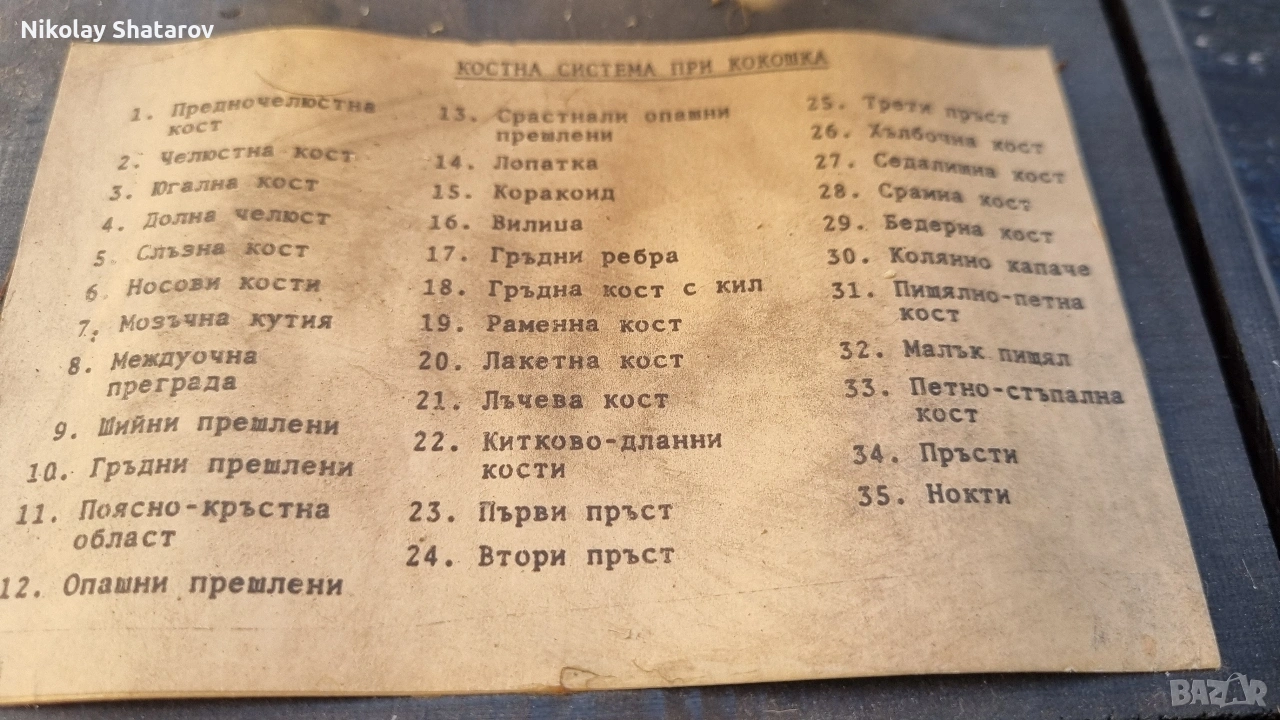 Nikolay Shatarov
КОСТНА СИСТЕМА ПРИ КОКОШКА
1. Предночелюстна
кост
2. Челюстна кост
3. Югална кост
4. Долна челюст
5. Слъзна кост
6. Носови кости
7. Мозъчна кутия
8. Междуочна
преграда
9. Шийни прешлени
10. Гръдни прешлени
11. Поясно-кръстна
област
12. Опашни прешлени
13. Срастнали опашни
прешлени
14. Лопатка
15. Коракоид
16. Вилица
17. Гръдни ребра
18. Гръдна кост с кил
19. Раменна кост
20. Лакетна кост
21. Лъчева кост
22. Китково-дланни
кости
23. Първи пръст
24. Втори пръст
25. Трети пръст
26. Хълбочна кост
27. Седалищна кост
28. Срамна кост
29. Бедерна кост
30. Колянно капаче
31. Пищялно-петна
кост
32. Малък пищял
33. Петно-стъпална
кост
34. Пръсти
35. Нокти
BAZAR